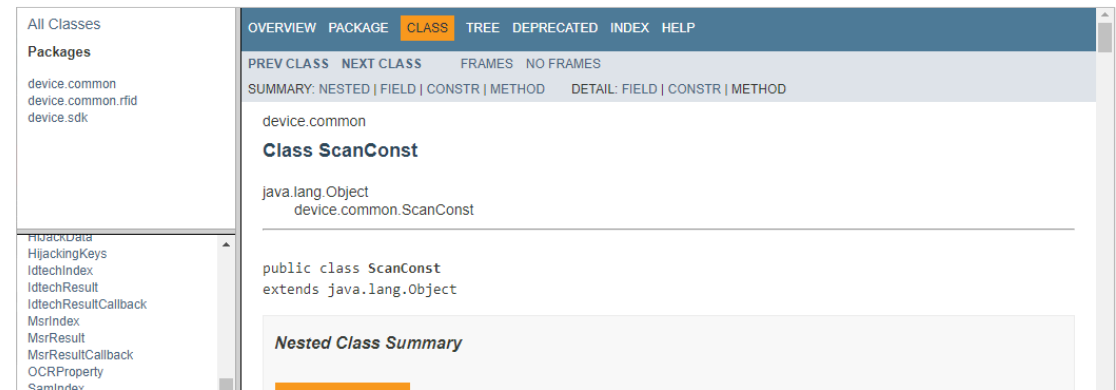 All Classes
Packages
device.common
device.common.rfid
device.sdk
HiJackData
HijackingKeys
IdtechIndex
IdtechResult
IdtechResultCallback
MsrIndex
MsrResult
MsrResultCallback
OCRProperty
SamIndex
OVERVIEW PACKAGE CLASS TREE DEPRECATED INDEX HELP
PREV CLASS NEXT CLASS FRAMES NO FRAMES
SUMMARY: NESTED | FIELD | CONSTR | METHOD DETAIL: FIELD | CONSTR | METHOD
device.common
Class ScanConst
java.lang.Object
device.common.ScanConst
public class ScanConst
extends java.lang.Object
Nested Class Summary